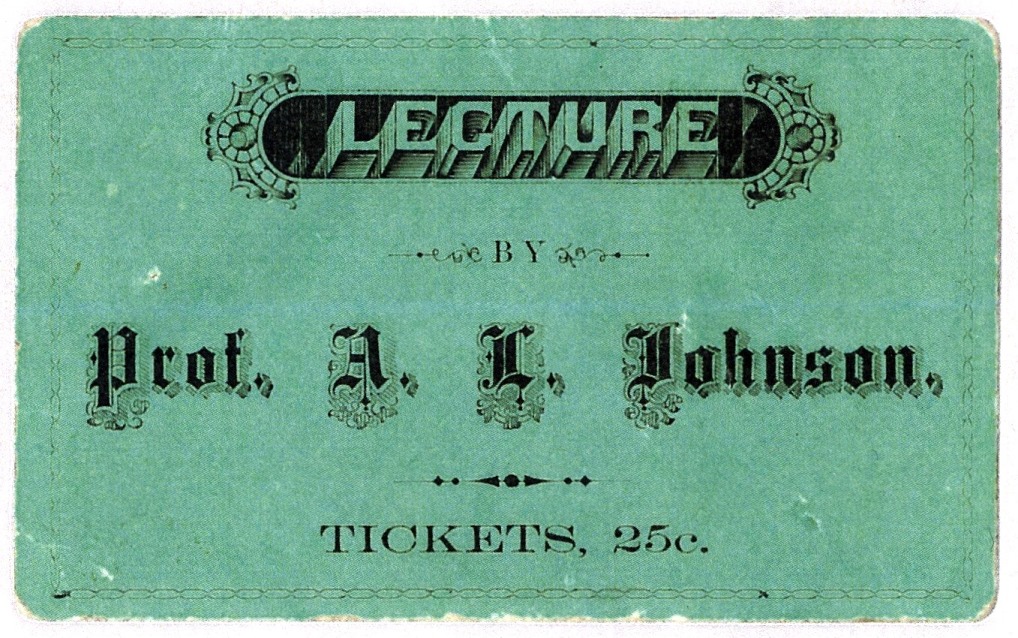 LECTURE
BY
Prof. A. L. Johnson,
TICKETS, 25c.